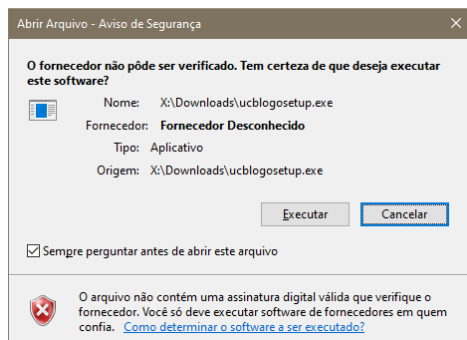 Abrir Arquivo - Aviso de Segurança
O fornecedor não pôde ser verificado. Tem certeza de que deseja executar
este software?
Nome: X:\Downloads\ucblogosetup.exe
Fornecedor: Fornecedor Desconhecido
Tipo: Aplicativo
Origem: X:\Downloads\ucblogosetup.exe
Executar Cancelar
Sempre perguntar antes de abrir este arquivo
O arquivo não contém uma assinatura digital válida que verifique o
fornecedor. Você só deve executar software de fornecedores em quem
confia. Como determinar o software a ser executado?